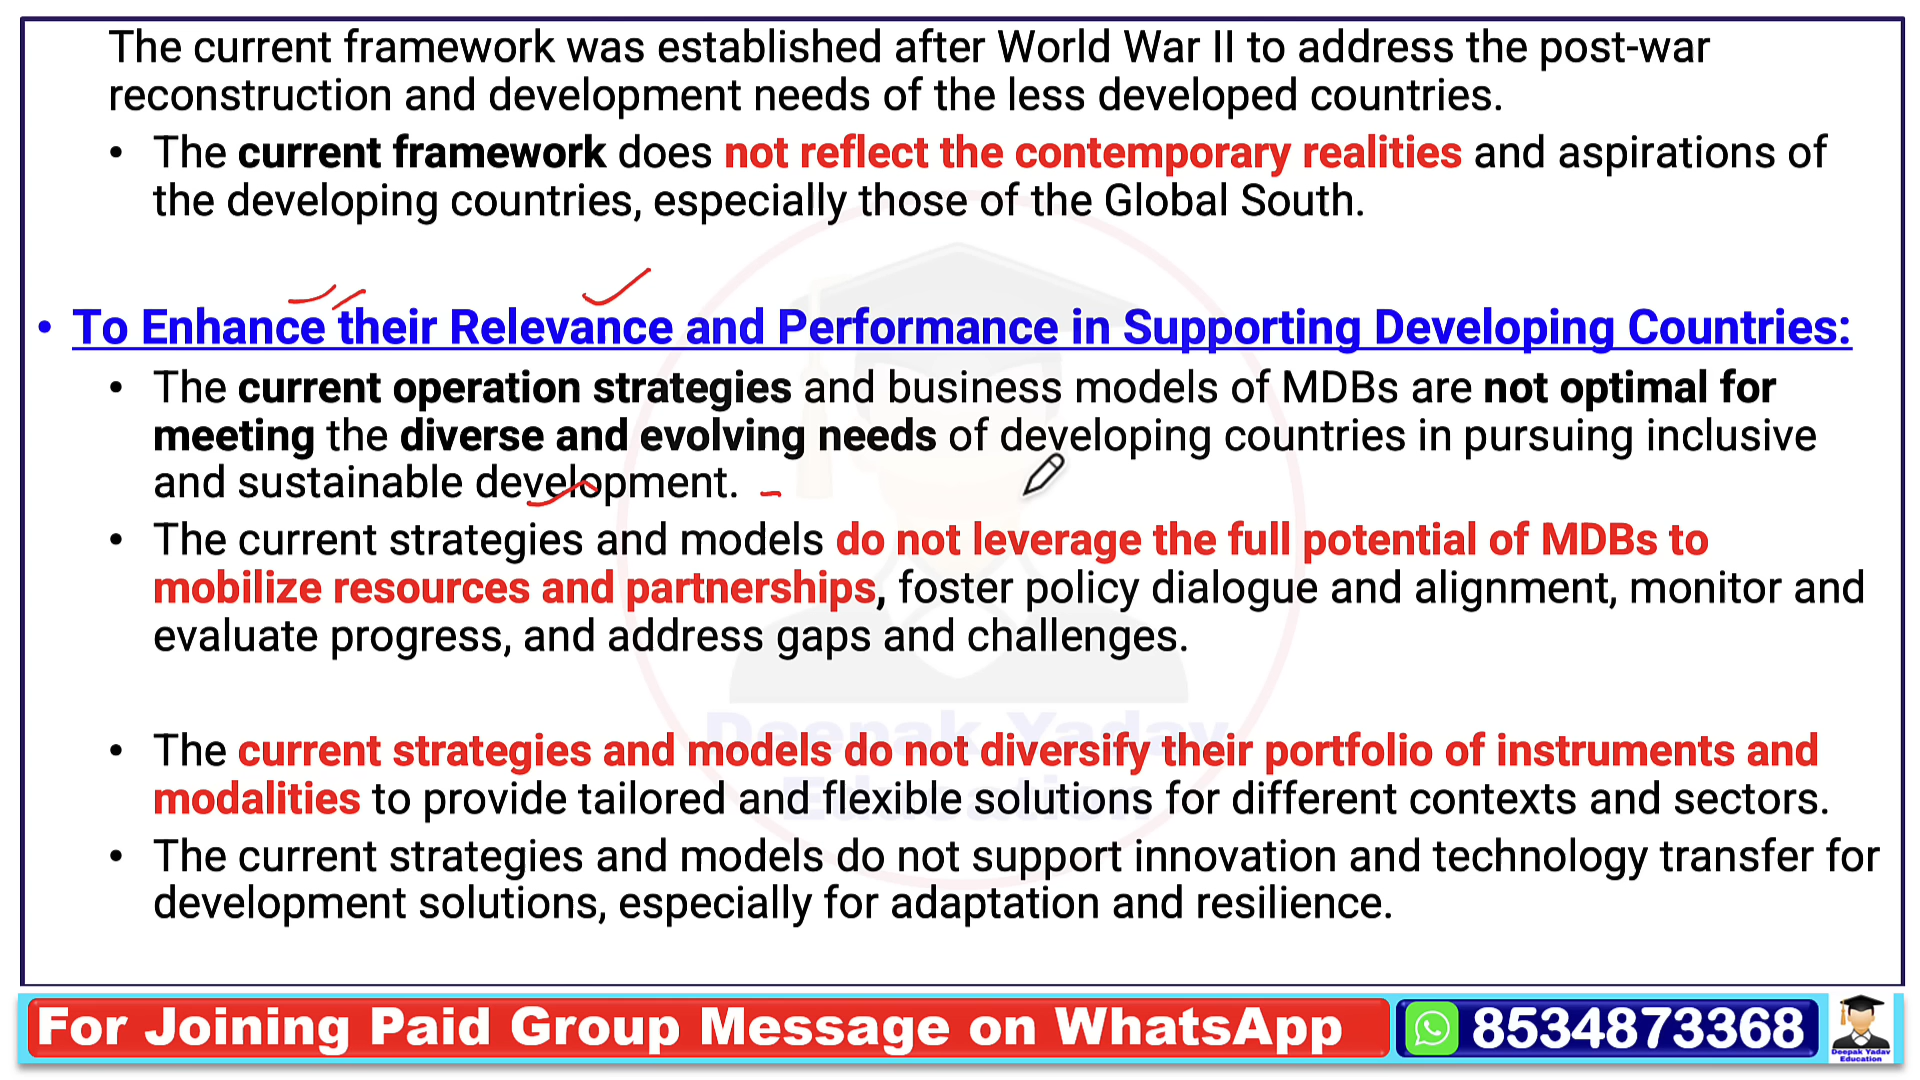 The current framework was established after World War II to address the post-war
reconstruction and development needs of the less developed countries.
• The current framework does not reflect the contemporary realities and aspirations of
the developing countries, especially those of the Global South.
• To Enhance their Relevance and Performance in Supporting Developing Countries:
• The current operation strategies and business models of MDBs are not optimal for
meeting the diverse and evolving needs of developing countries in pursuing inclusive
and sustainable development.
• The current strategies and models do not leverage the full potential of MDBs to
mobilize resources and partnerships, foster policy dialogue and alignment, monitor and
evaluate progress, and address gaps and challenges.
• The current strategies and models do not diversify their portfolio of instruments and
modalities to provide tailored and flexible solutions for different contexts and sectors.
• The current strategies and models do not support innovation and technology transfer for
development solutions, especially for adaptation and resilience.
Deepak Yadav
Education
For Joining Paid Group Message on WhatsApp
8534873368
Deepak Yadav
Education